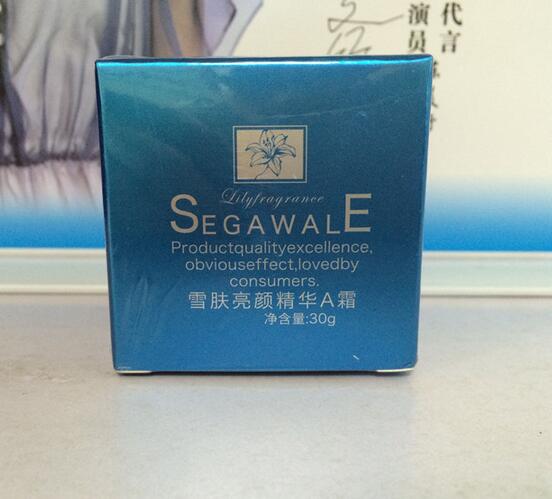 代言
演员
Lilyfragrance
SEGAWALE
Productqualityexcellence,
obviouseffect,lovedby
consumers.
雪肤亮颜精华A霜
净含量:30g